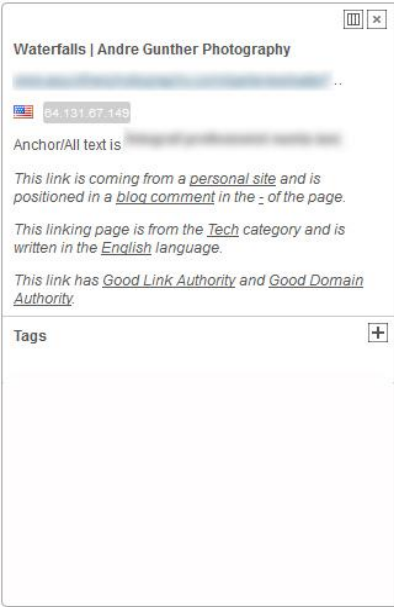 Waterfalls | Andre Gunther Photography
..
64.131.67.149
Anchor/All text is
This link is coming from a personal site and is
positioned in a blog comment in the - of the page.
This linking page is from the Tech category and is
written in the English language.
This link has Good Link Authority and Good Domain
Authority.
Tags